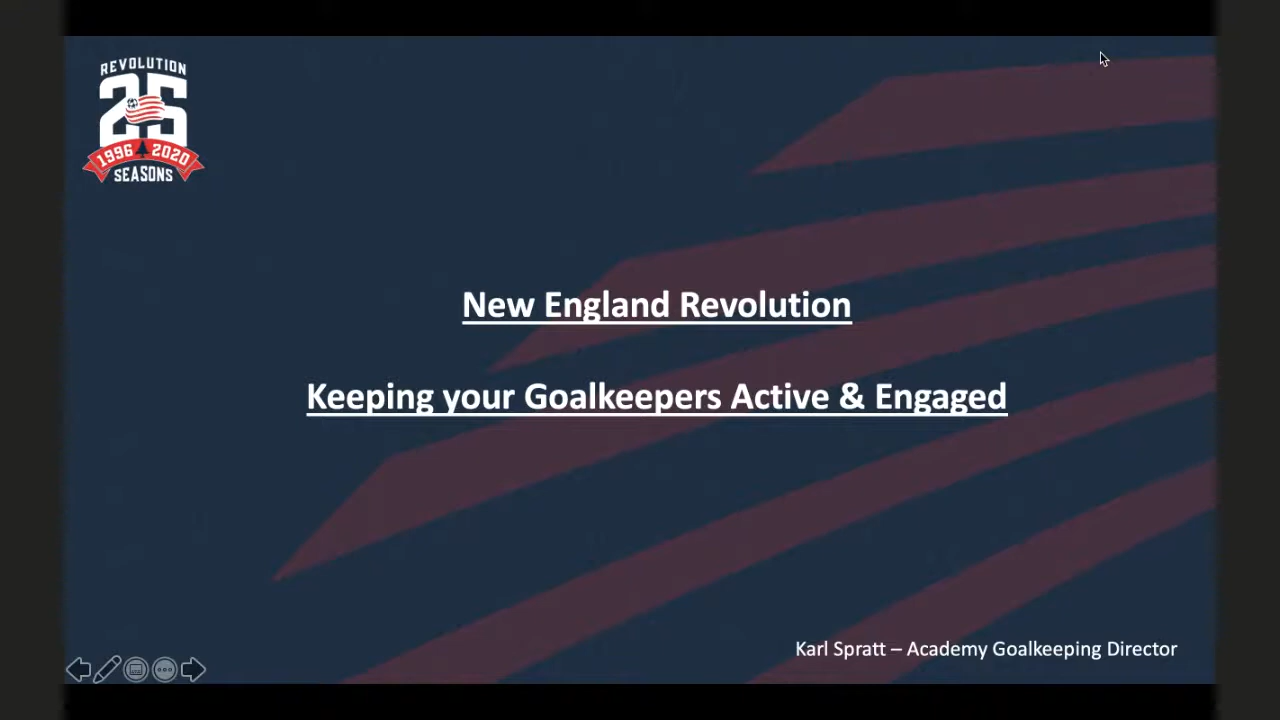 REVOLUTION
25
1996 2020
SEASONS
New England Revolution
Keeping your Goalkeepers Active & Engaged
Karl Spratt – Academy Goalkeeping Director